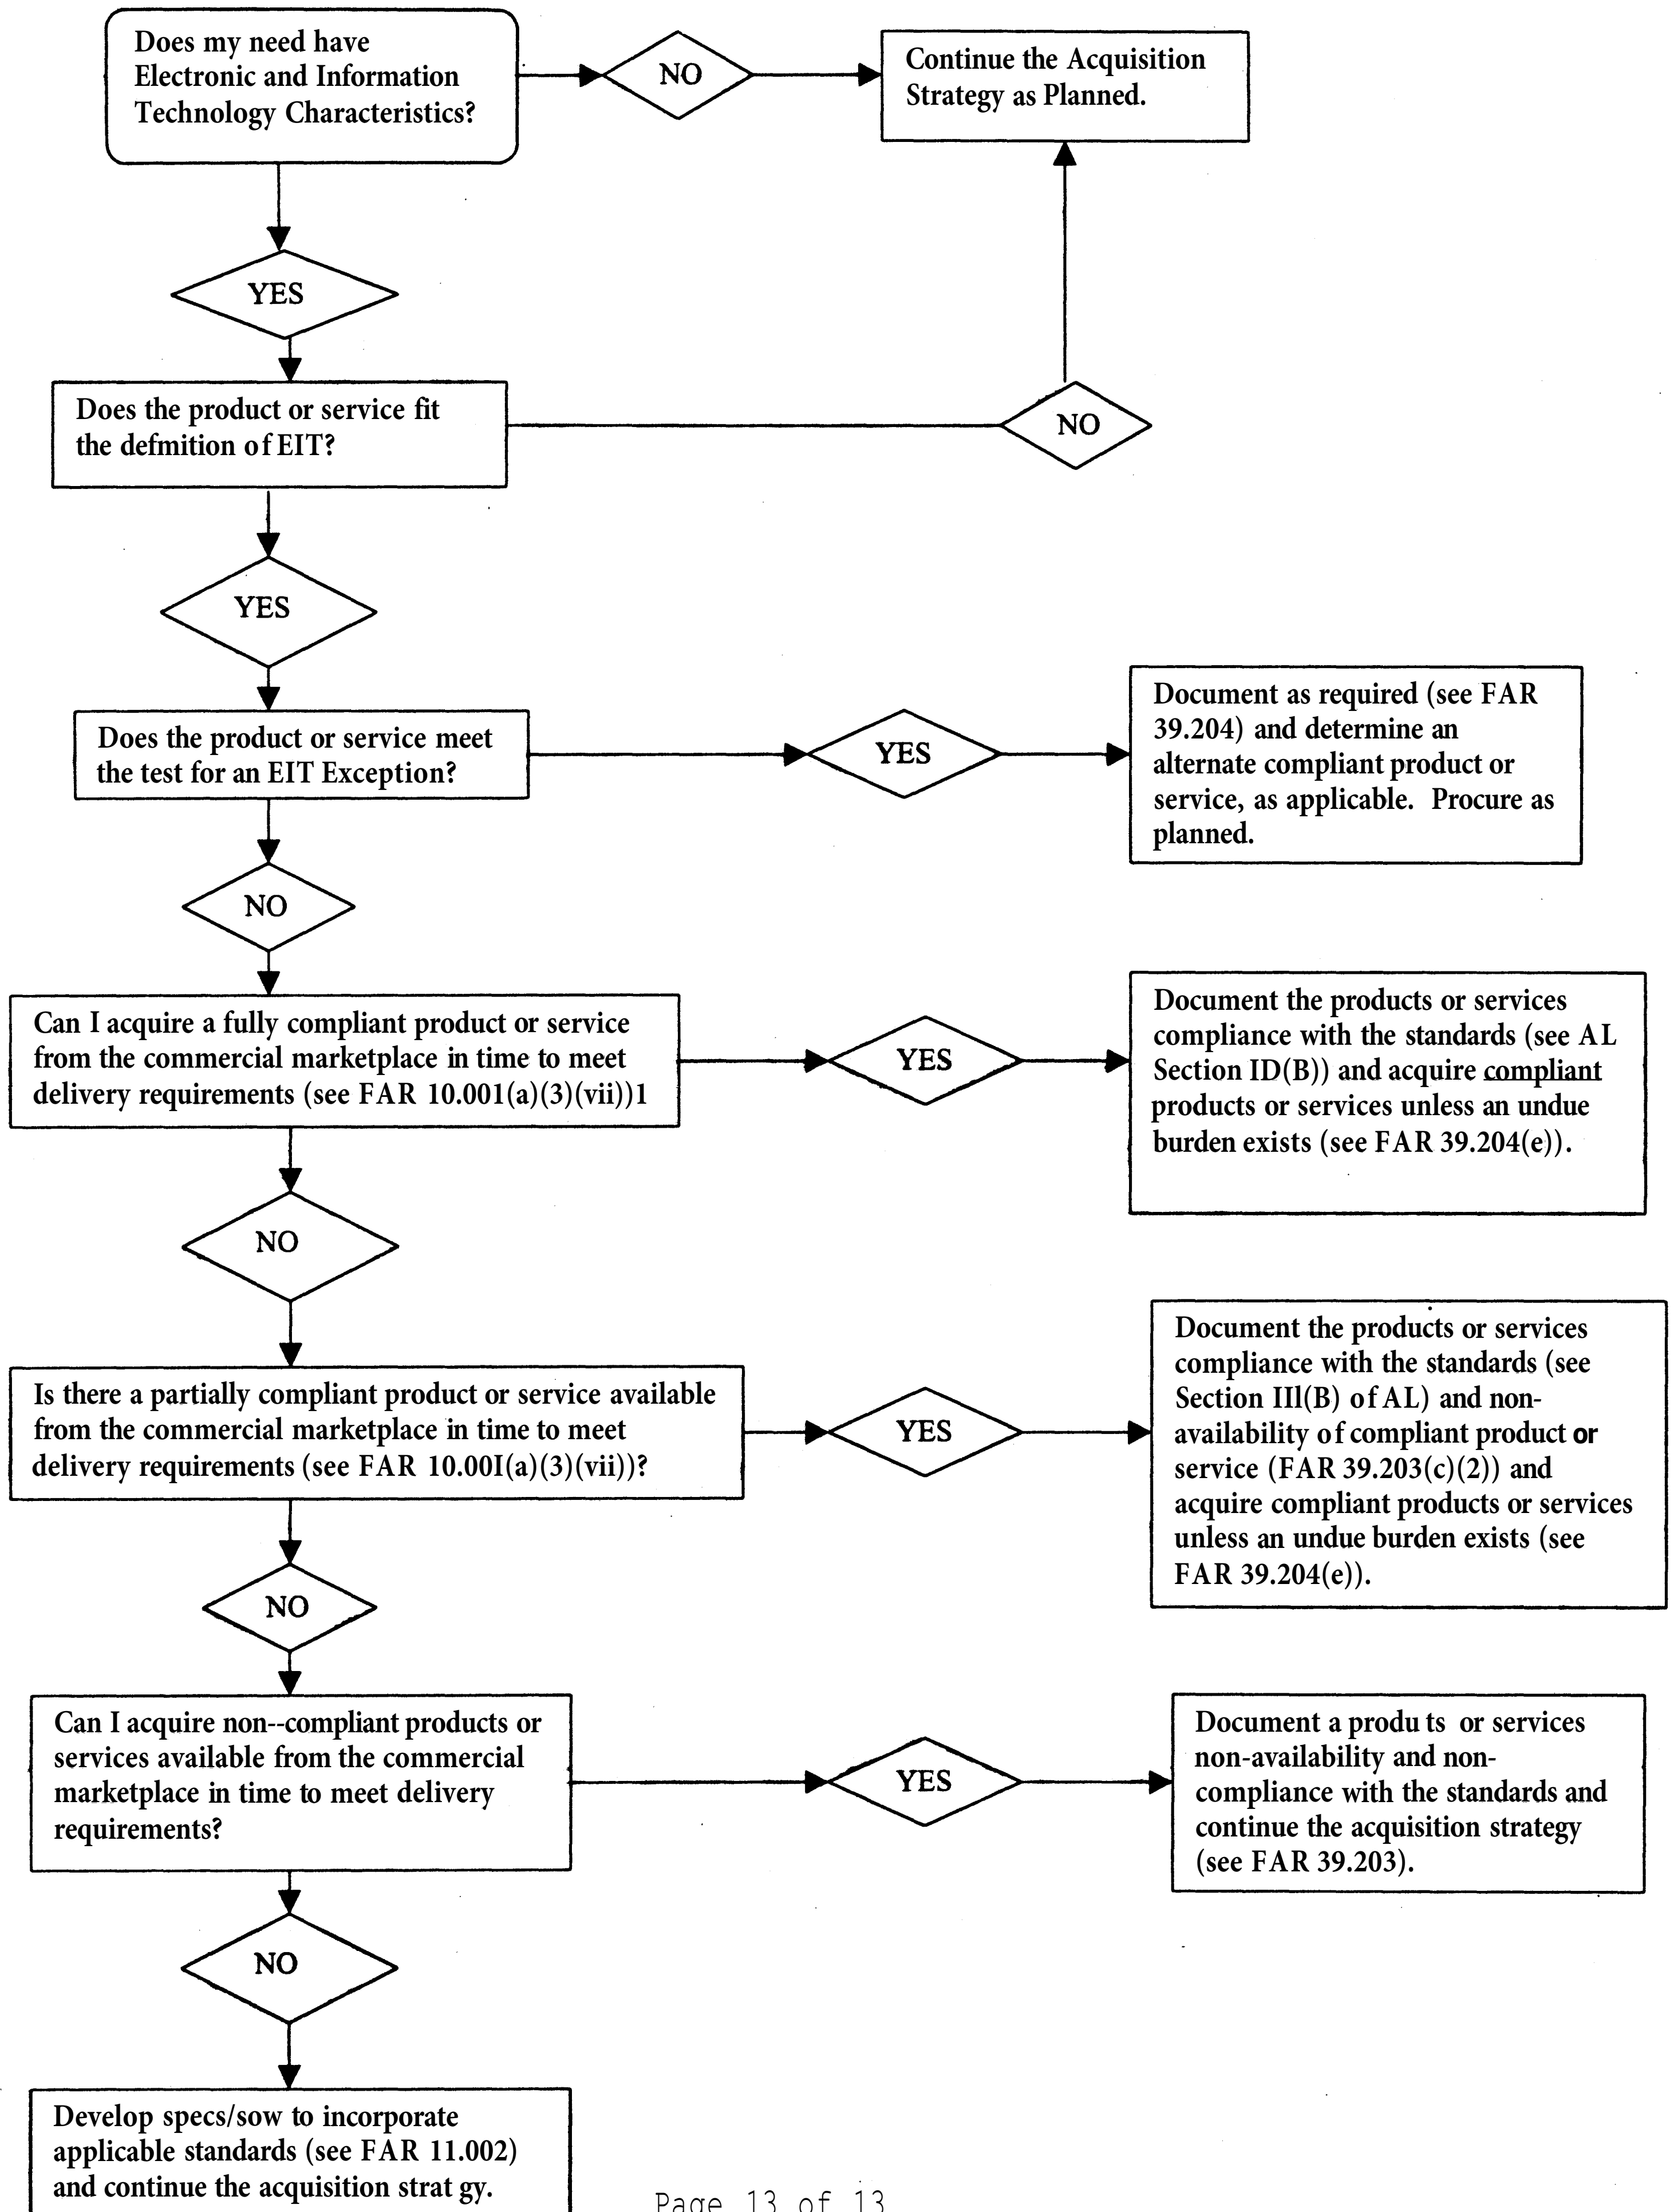 Does my need have
Electronic and Information
Technology Characteristics?
NO
Continue the Acquisition
Strategy as Planned.
YES
Does the product or service fit
the defmition of EIT?
NO
YES
Does the product or service meet
the test for an EIT Exception?
YES
Document as required (see FAR
39.204) and determine an
alternate compliant product or
service, as applicable. Procure as
planned.
NO
Can I acquire a fully compliant product or service
from the commercial marketplace in time to meet
delivery requirements (see FAR 10.001(a)(3)(vii))1
YES
Document the products or services
compliance with the standards (see AL
Section ID(B)) and acquire compliant
products or services unless an undue
burden exists (see FAR 39.204(e)).
NO
Is there a partially compliant product or service available
from the commercial marketplace in time to meet
delivery requirements (see FAR 10.00I(a)(3)(vii))?
YES
Document the products or services
compliance with the standards (see
Section IIl(B) of AL) and non-
availability of compliant product or
service (FAR 39.203(c)(2)) and
acquire compliant products or services
unless an undue burden exists (see
FAR 39.204(e)).
NO
Can I acquire non--compliant products or
services available from the commercial
marketplace in time to meet delivery
requirements?
YES
Document a produ ts or services
non-availability and non-
compliance with the standards and
continue the acquisition strategy
(see FAR 39.203).
NO
Develop specs/sow to incorporate
applicable standards (see FAR 11.002)
and continue the acquisition strat gy.
Page 13 of 13